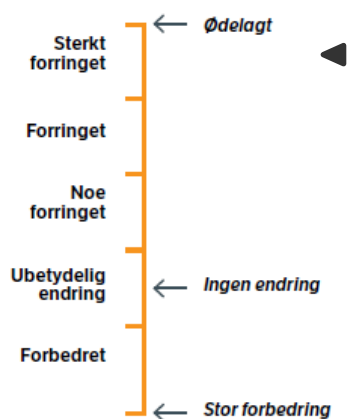 Ødelagt
Sterkt
forringet
Forringet
Noe
forringet
Ubetydelig
endring
Ingen endring
Forbedret
Stor forbedring